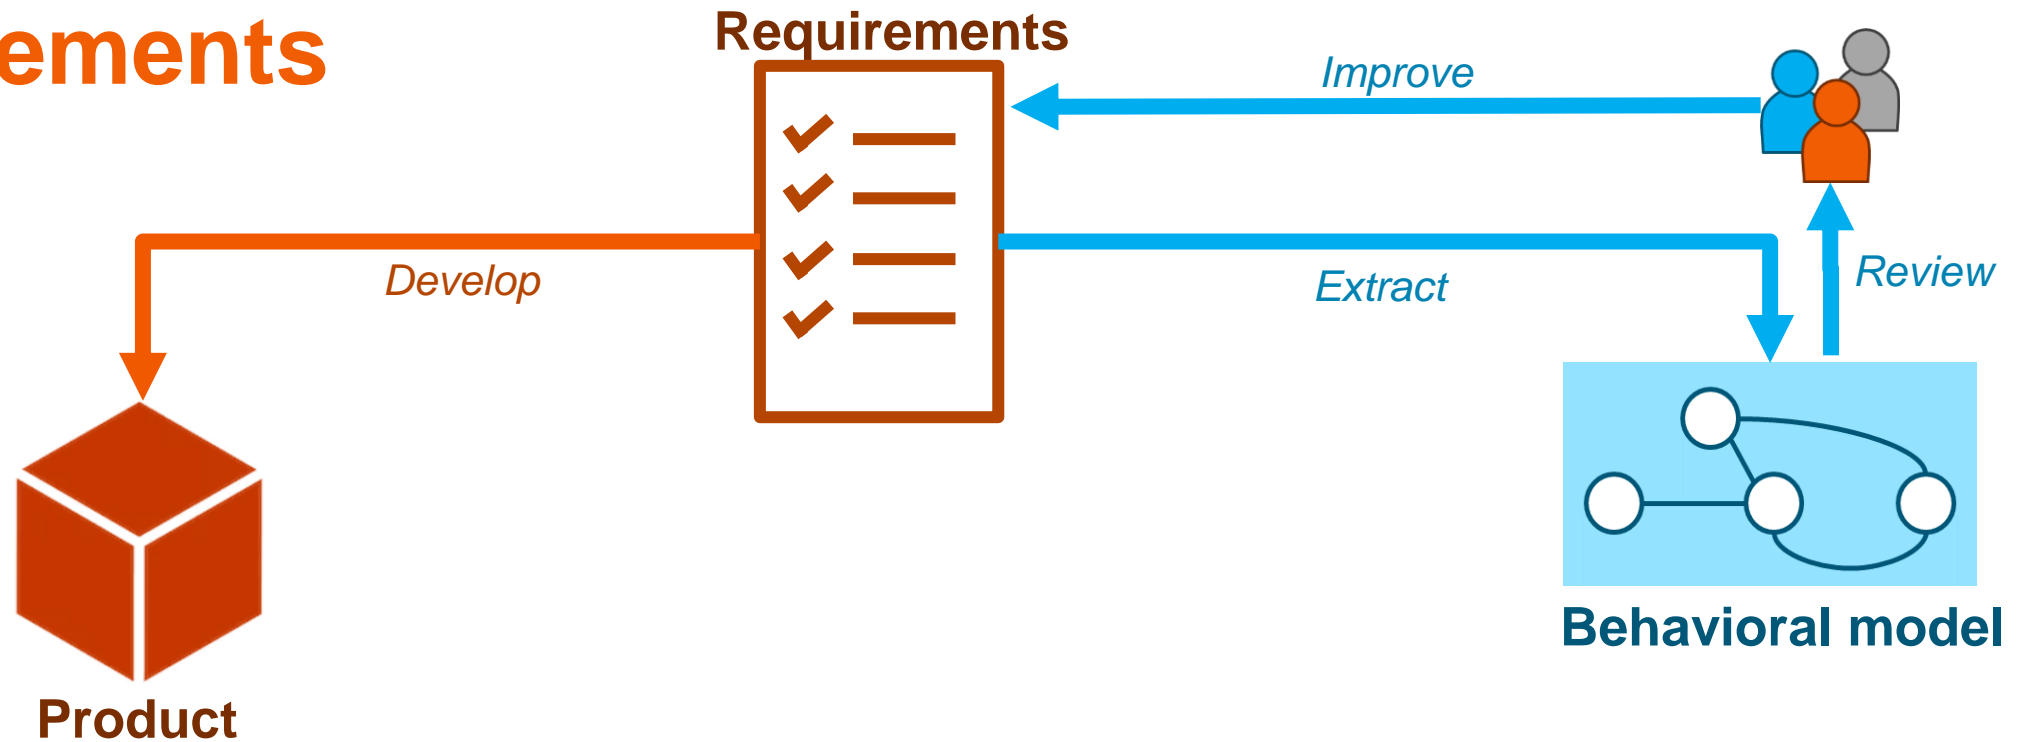 ements
Requirements
Improve
Develop
Extract
Review
Behavioral model
Product